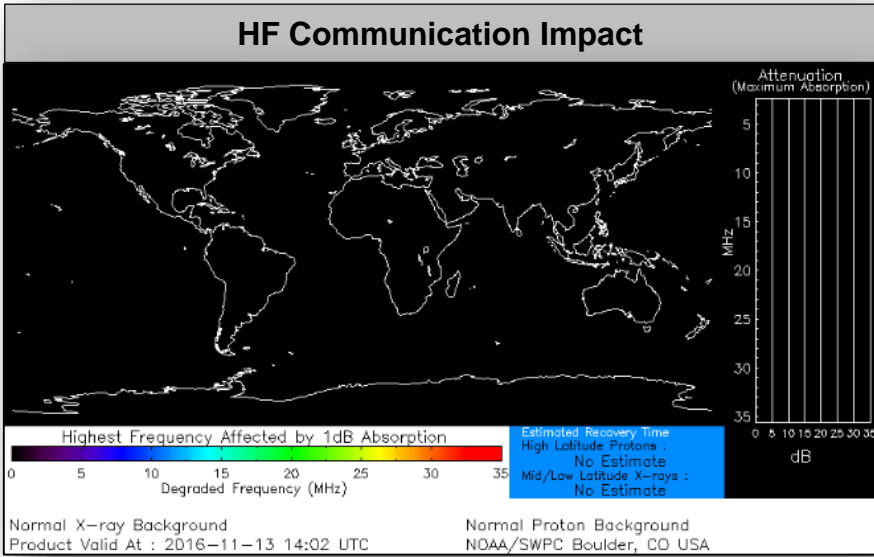 HF Communication Impact
Attenuation
(Maximum Absorption)
5
10
15
MHz
20
25
30
35
0 5 10 15 20 25 30 35
dB
Highest Frequency Affected by 1dB Absorption
0 5 10 15 20 25 30 35
Degraded Frequency (MHz)
Estimated Recovery Time
High Latitude Protons :
No Estimate
Mid/Low Latitude X-rays :
No Estimate
Normal X-ray Background
Product Valid At : 2016-11-13 14:02 UTC
Normal Proton Background
NOAA/SWPC Boulder, CO USA